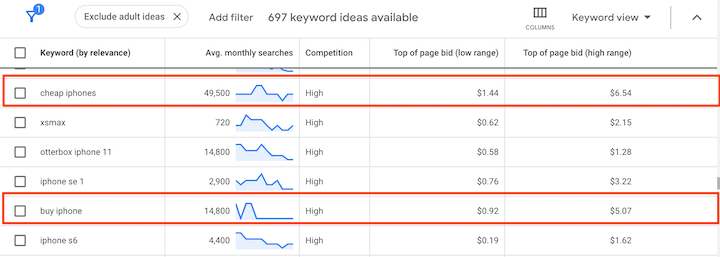 1
Exclude adult ideas
Add filter
697 keyword ideas available
COLUMNS
Keyword view
Keyword (by relevance) Avg. monthly searches Competition Top of page bid (low range) Top of page bid (high range)
cheap iphones 49,500 High $1.44 $6.54
xsmax 720 High $0.62 $2.15
otterbox iphone 11 14,800 High $0.58 $1.28
iphone se 1 2,900 High $0.76 $3.22
buy iphone 14,800 High $0.92 $5.07
iphone s6 4,400 High $0.19 $1.62